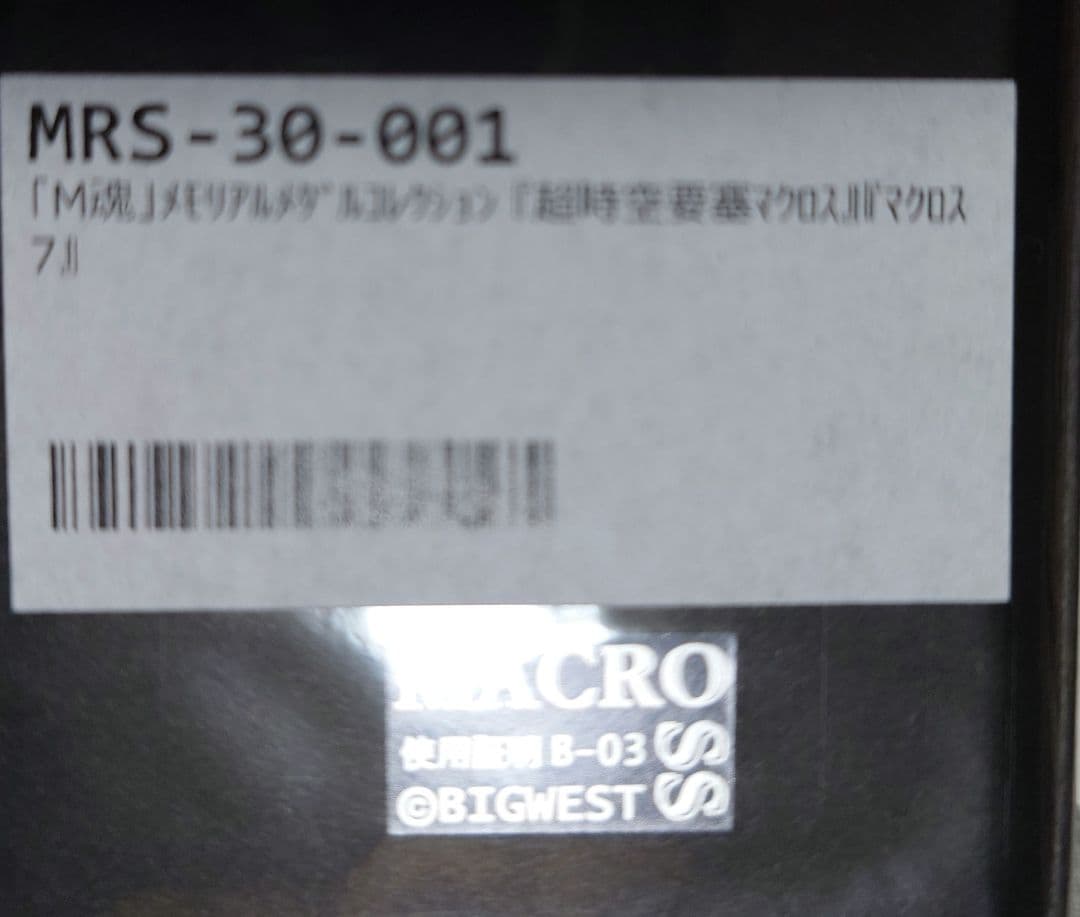 MRS-30-001
「M魂」ﾒﾓﾘｱﾙﾒﾀﾞﾙｺﾚｸｼｮﾝ『超時空要塞ﾏｸﾛｽ』『ﾏｸﾛｽ
7』
MACRO
使用証明 B-03 S
©BIGWEST S